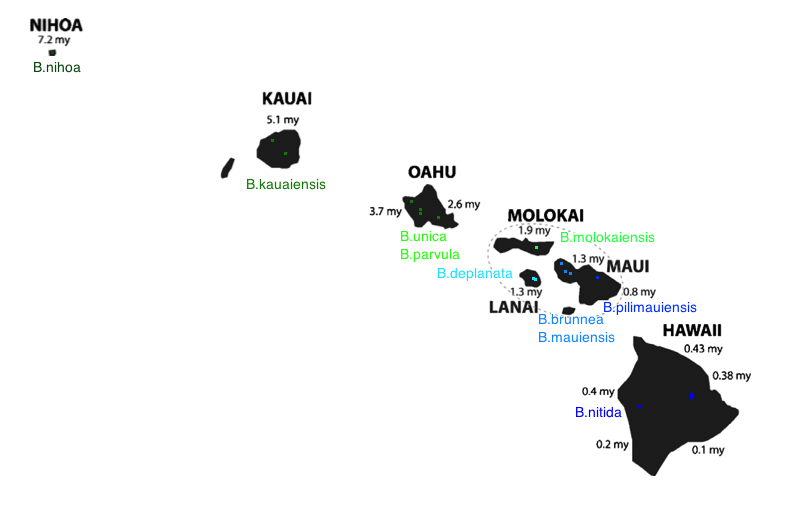 NIHOA
7.2 my
B.nihoa
KAUAI
5.1 my
B.kauaiensis
OAHU
3.7 my
2.6 my
B.unica
B.parvula
MOLOKAI
1.9 my
B.molokaiensis
B.deplanata
1.3 my
LANAI
1.3 my
MAUI
0.8 my
B.pilimauiensis
B.brunnea
B.mauiensis
HAWAII
0.43 my
0.38 my
0.4 my
B.nitida
0.2 my
0.1 my